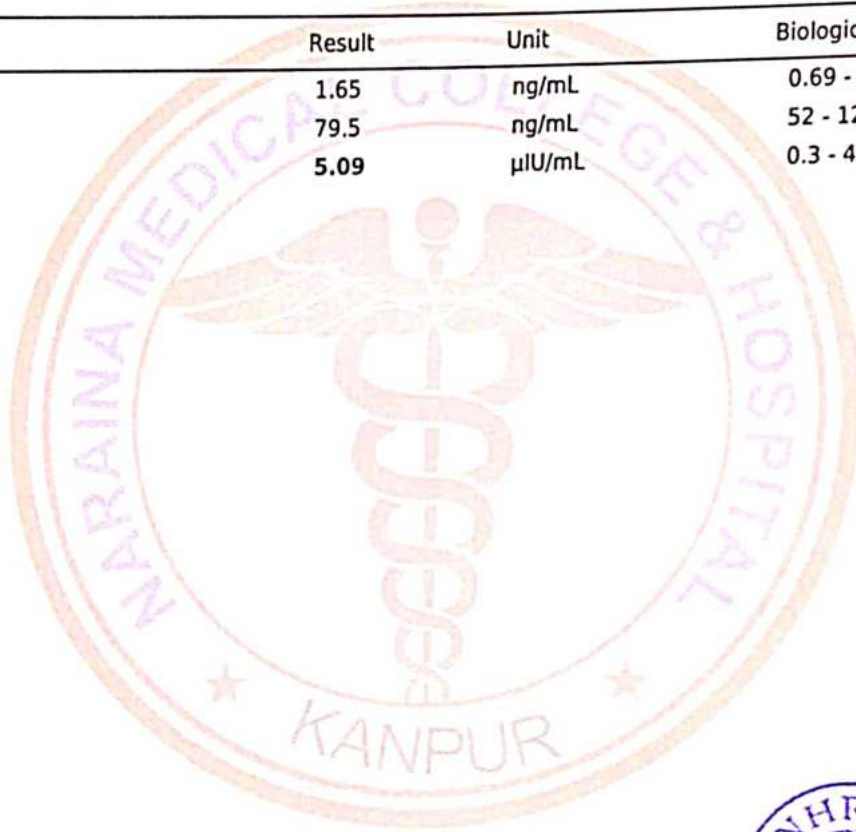 Result Unit Biologic
1.65 ng/mL 0.69 -
79.5 ng/mL 52 - 12
5.09 µIU/mL 0.3 - 4
NARAINA MEDICAL COLLEGE & HOSPITAL
KANPUR
NHR